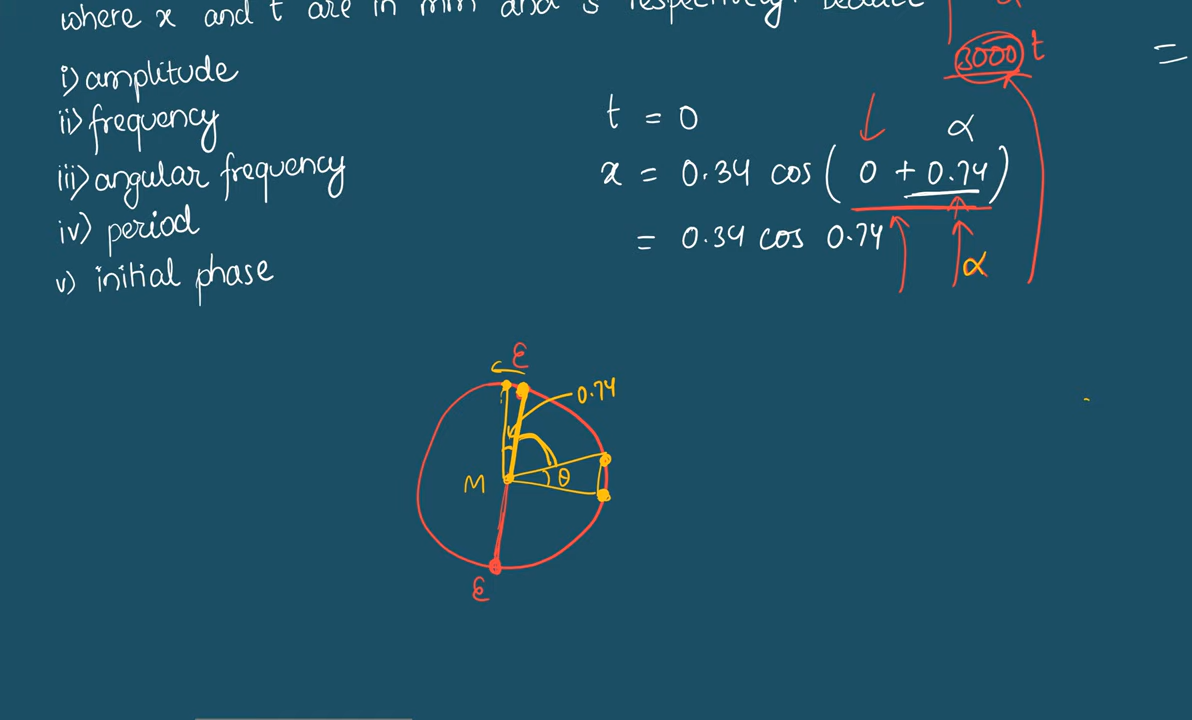 where x and t are in mm and s respectively. Deduce
i) amplitude
ii) frequency
iii) angular frequency
iv) period
v) initial phase
3000 t
=
t = 0
α
x = 0.34 cos ( 0 + 0.74 )
= 0.34 cos 0.74
α
ε
0.74
M
θ
ε